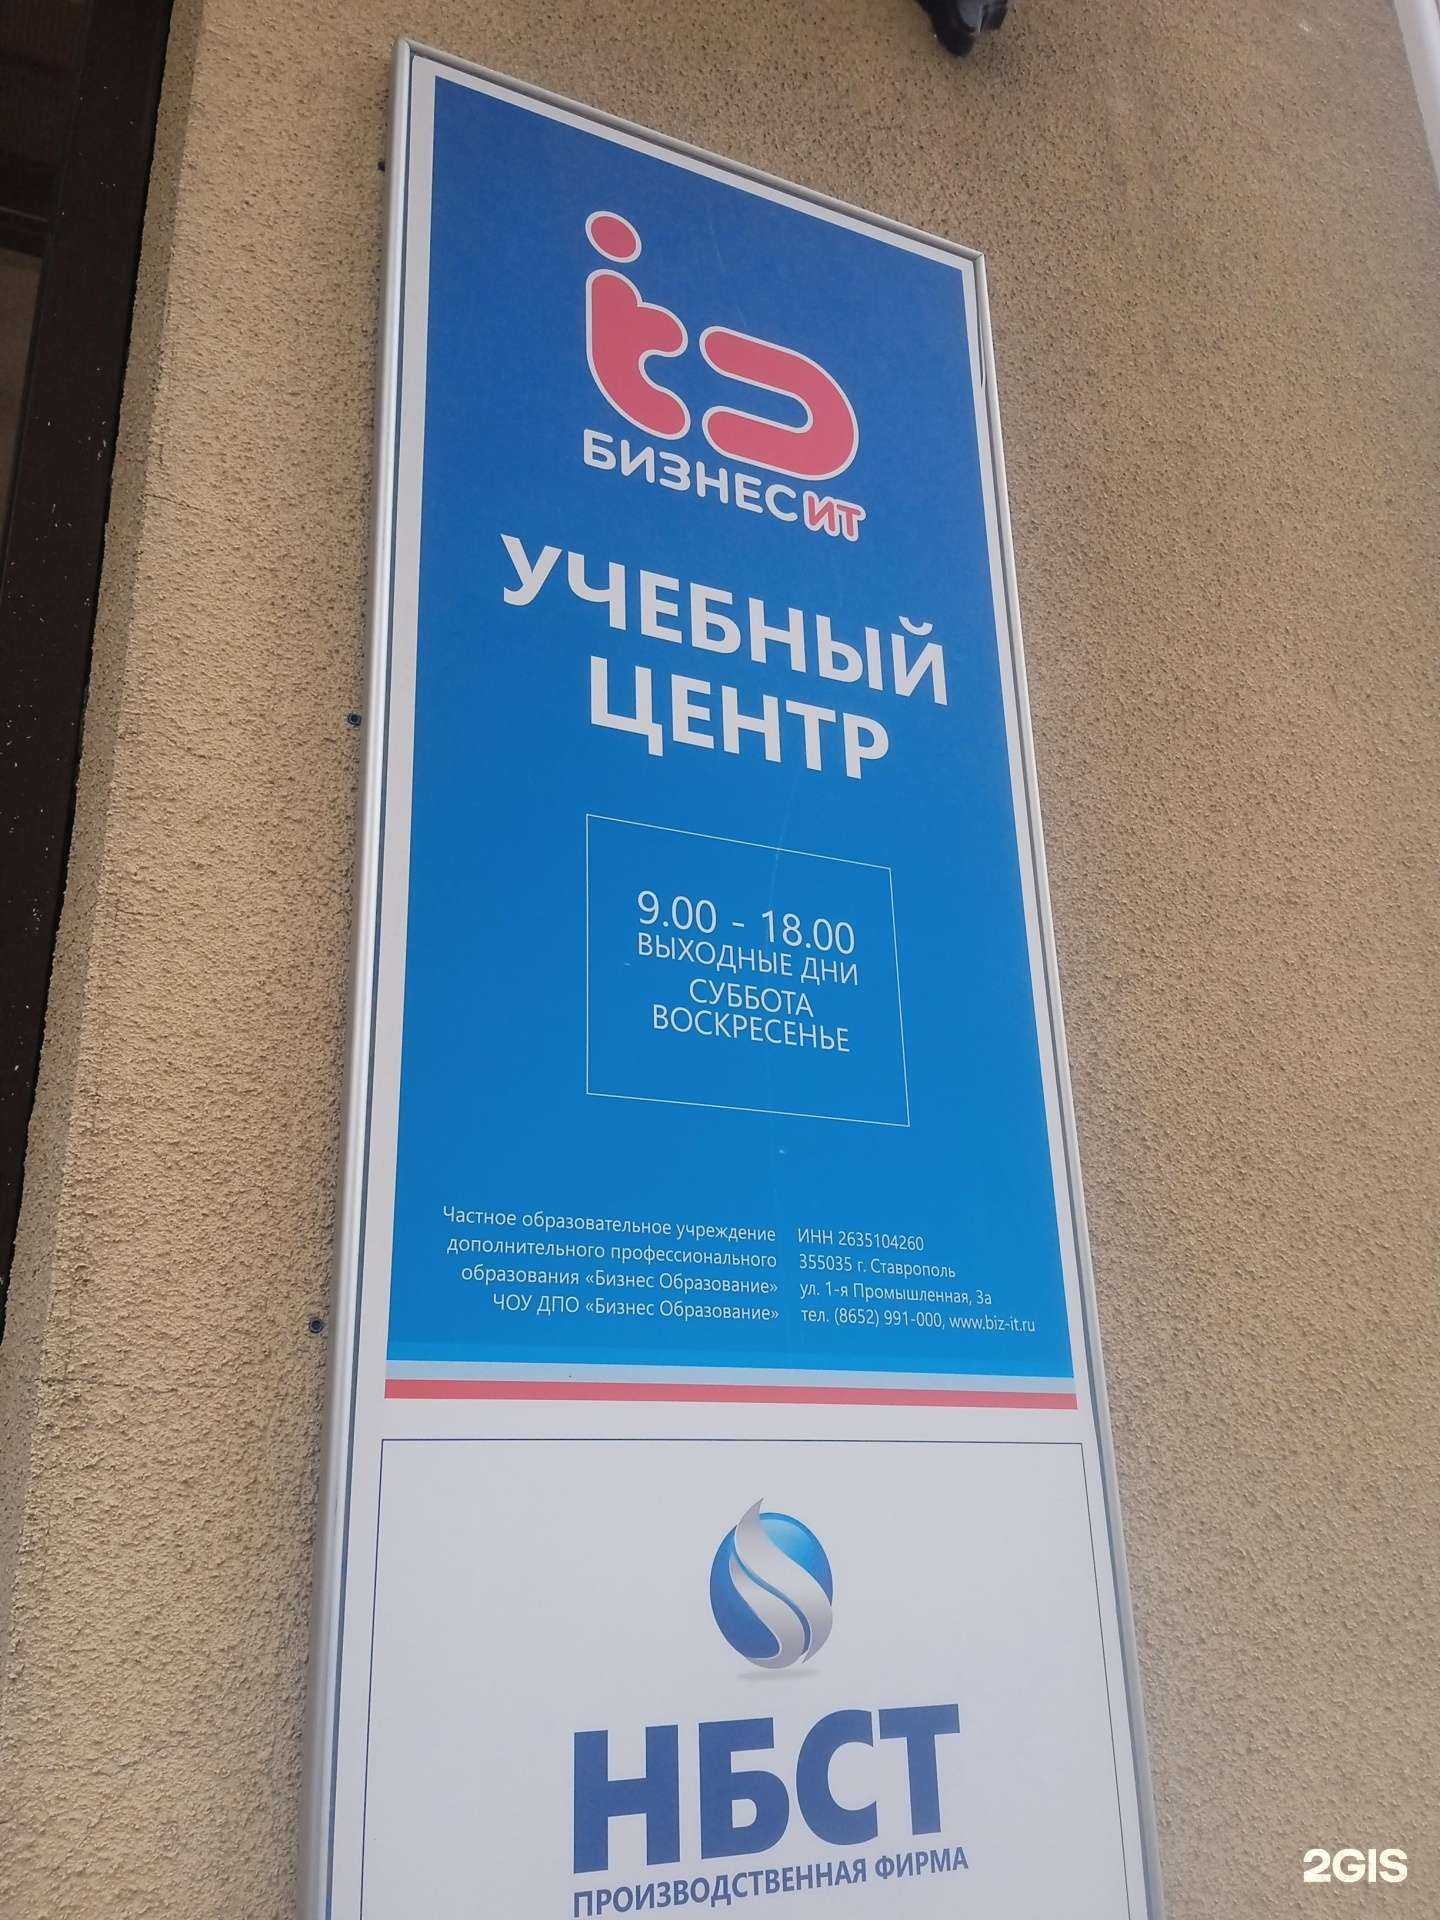 БИЗНЕС ИТ
УЧЕБНЫЙ
ЦЕНТР
9.00 - 18.00
ВЫХОДНЫЕ ДНИ
СУББОТА
ВОСКРЕСЕНЬЕ
Частное образовательное учреждение
дополнительного профессионального
образования «Бизнес Образование»
ЧОУ ДПО «Бизнес Образование»
ИНН 2635104260
355035 г. Ставрополь
ул. 1-я Промышленная, 3а
тел. (8652) 991-000, www.biz-it.ru
НБСТ
ПРОИЗВОДСТВЕННАЯ ФИРМА
2GIS